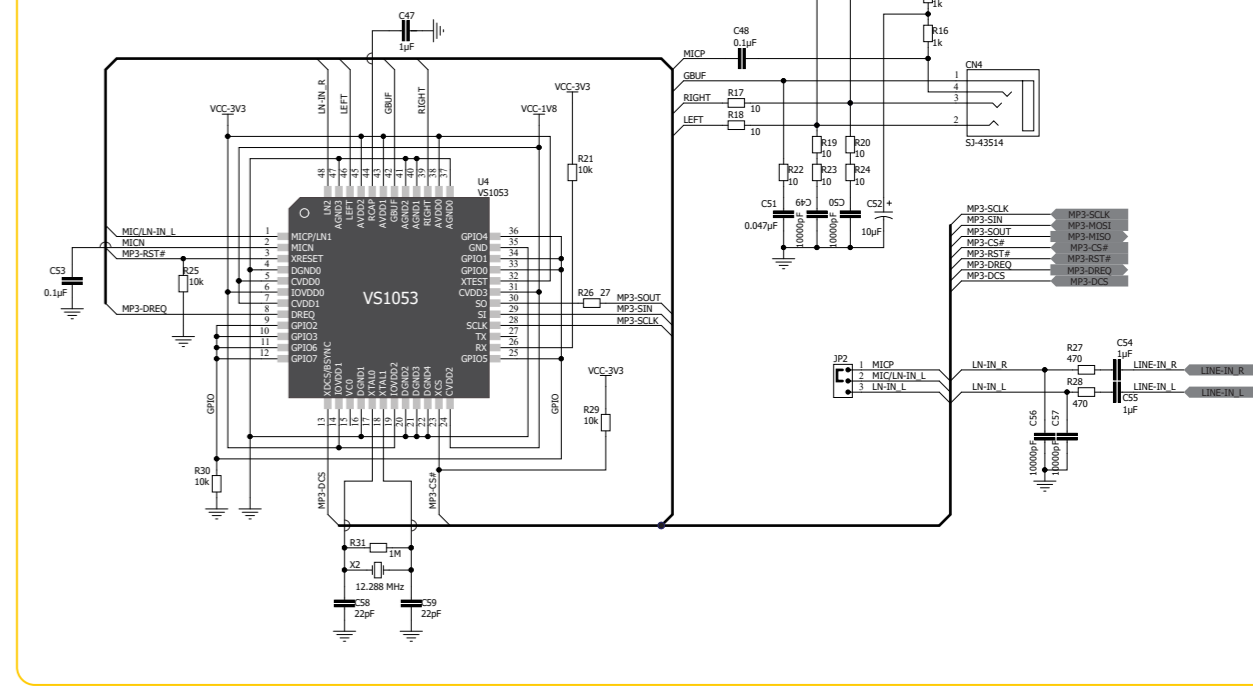 1k
C47
1µF
C48
0.1µF
R16
1k
MICP
GBUF
RIGHT
LEFT
R17
10
R18
10
CN4
1
4
3
2
SJ-43514
VCC-3V3
LN-IN_R
LEFT
GBUF
RIGHT
VCC-1V8
VCC-3V3
R21
10k
R19
10
R20
10
R22
10
R23
10
R24
10
C51
0.047µF
C49
10000pF
C50
10000pF
C52
+
10µF
48
47
46
45
44
43
42
41
40
39
38
37
U4
VS1053
LN2
AGND3
LEFT
AVDD2
RCAP
AVDD1
GBUF
AGND2
AGND1
RIGHT
AVDD0
AGND0
MIC/LN-IN_L
MICN
MP3-RST#
MP3-DREQ
C53
0.1µF
R25
10k
1
2
3
4
5
6
7
8
9
10
11
12
MICP/LN1
MICN
XRESET
DGND0
CVDD0
IOVDD0
CVDD1
DREQ
GPIO2
GPIO3
GPIO6
GPIO7
VS1053
GPIO4
GND
GPIO1
GPIO0
XTEST
CVDD3
SO
SI
SCLK
TX
RX
GPIO5
36
35
34
33
32
31
30
29
28
27
26
25
R26 27
MP3-SOUT
MP3-SIN
MP3-SCLK
MP3-SCLK
MP3-SIN
MP3-SOUT
MP3-CS#
MP3-RST#
MP3-DREQ
MP3-DCS
MP3-SCLK
MP3-MOSI
MP3-MISO
MP3-CS#
MP3-RST#
MP3-DREQ
MP3-DCS
XDCS/BSYNC
IOVDD1
VC0
DGND1
XTAL0
XTAL1
IOVDD2
DGND2
DGND3
DGND4
XCS
CVDD2
13
14
15
16
17
18
19
20
21
22
23
24
GPIO
GPIO
VCC-3V3
R29
10k
R30
10k
MP3-DCS
MP3-CS#
JP2
1
2
3
MICP
MIC/LN-IN_L
LN-IN_L
LN-IN_R
LN-IN_L
R27
470
R28
470
C54
1µF
C55
1µF
LINE-IN_R
LINE-IN_L
LINE-IN_R
LINE-IN_L
C56
10000pF
C57
10000pF
R31
1M
X2
12.288 MHz
C58
22pF
C59
22pF